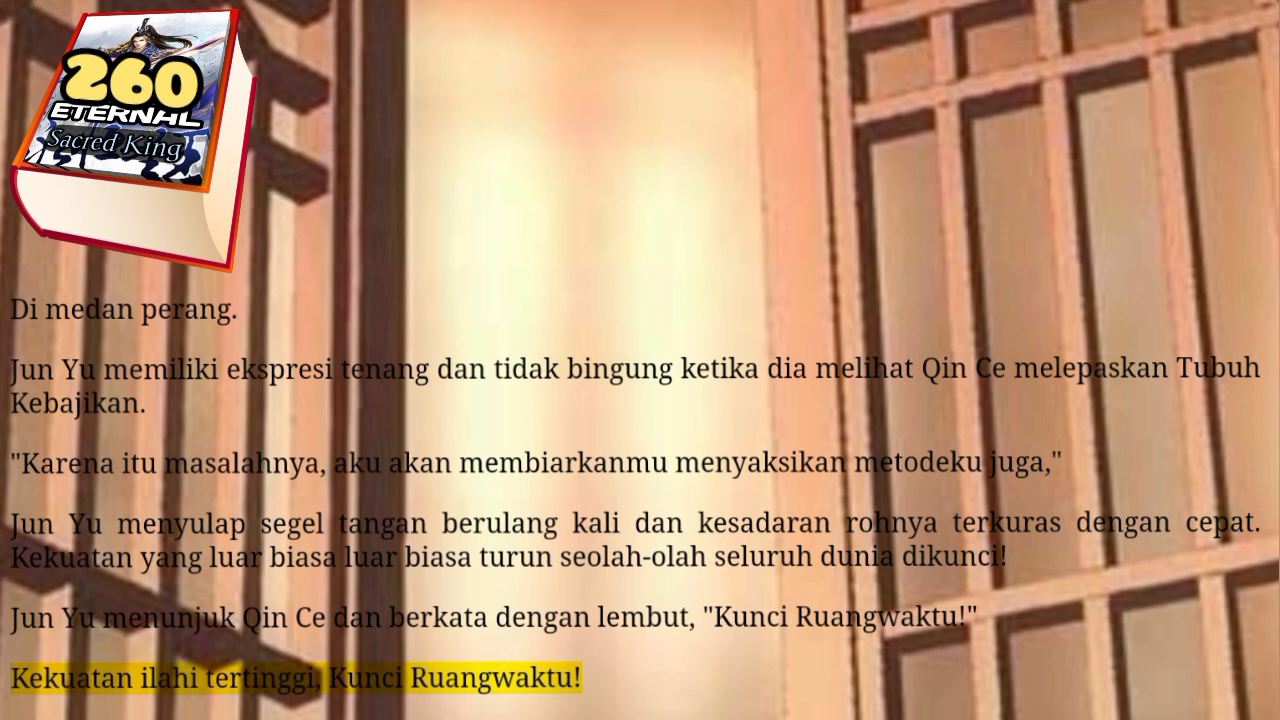 260
ETERNAL
Sacred King
Di medan perang.
Jun Yu memiliki ekspresi tenang dan tidak bingung ketika dia melihat Qin Ce melepaskan Tubuh
Kebajikan.
"Karena itu masalahnya, aku akan membiarkanmu menyaksikan metodeku juga,"
Jun Yu menyulap segel tangan berulang kali dan kesadaran rohnya terkuras dengan cepat.
Kekuatan yang luar biasa luar biasa turun seolah-olah seluruh dunia dikunci!
Jun Yu menunjuk Qin Ce dan berkata dengan lembut, "Kunci Ruangwaktu!"
Kekuatan ilahi tertinggi, Kunci Ruangwaktu!